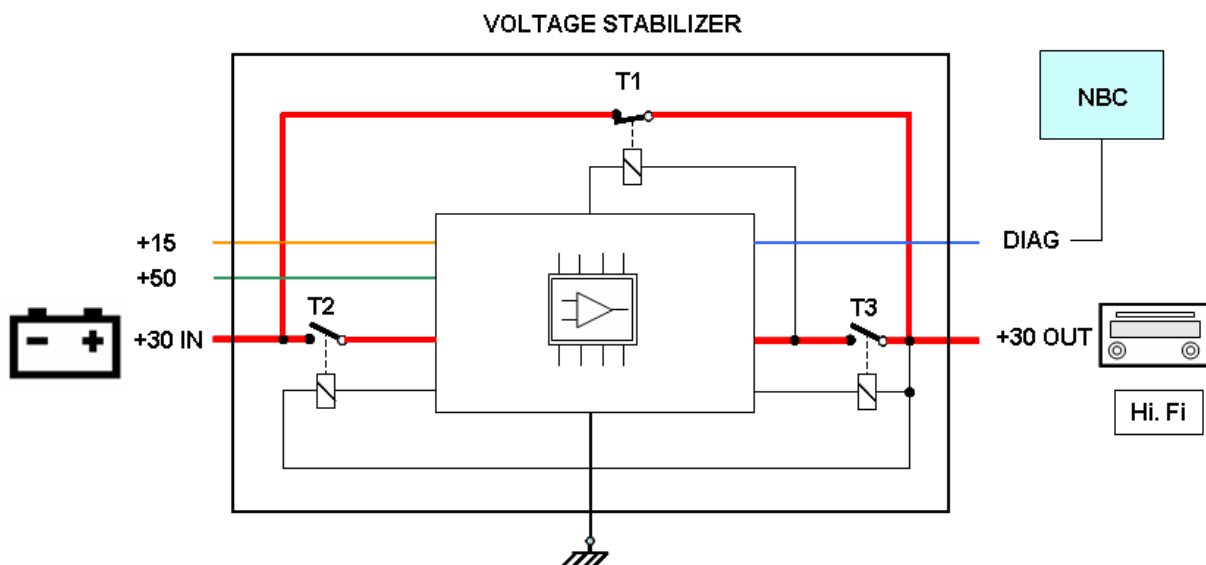 VOLTAGE STABILIZER
T1
NBC
+15
DIAG
+50
T2
T3
+30 IN
+30 OUT
Hi. Fi